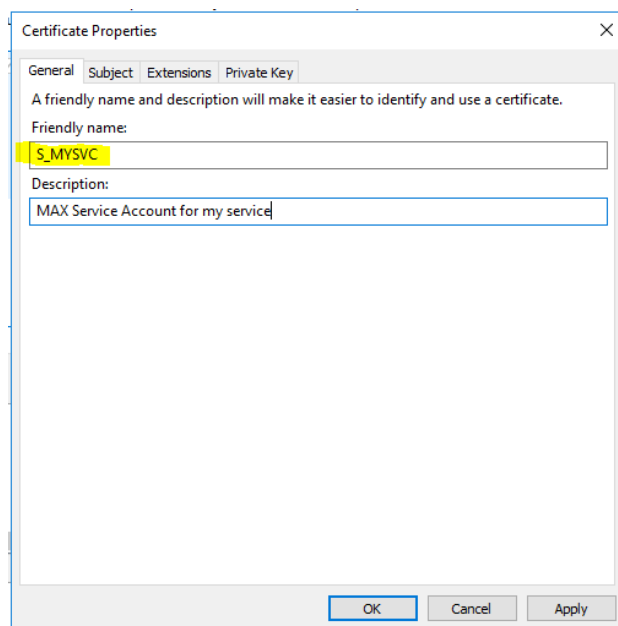 Certificate Properties
General Subject Extensions Private Key
A friendly name and description will make it easier to identify and use a certificate.
Friendly name:
S_MYSVC
Description:
MAX Service Account for my service
OK Cancel Apply